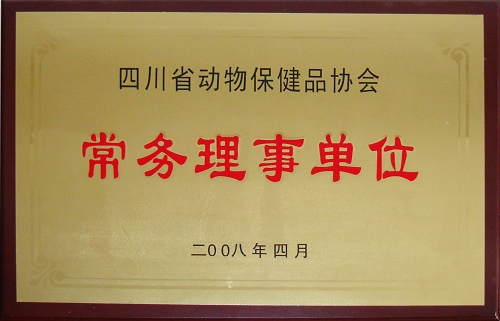 四川省动物保健品协会
常务理事单位
二00八年四月